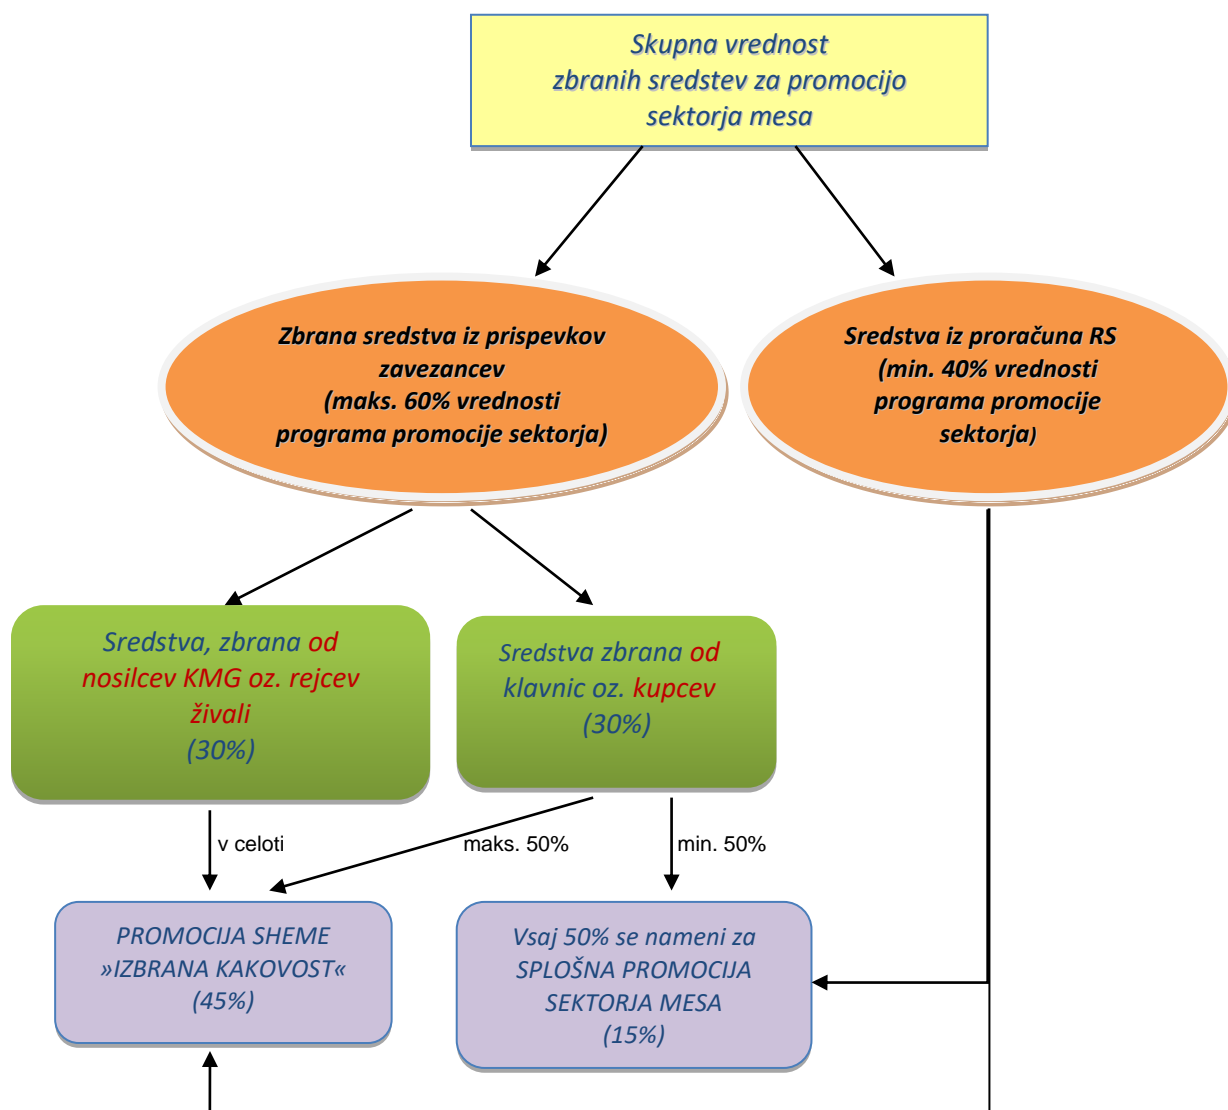 Skupna vrednost
zbranih sredstev za promocijo
sektorja mesa
Zbrana sredstva iz prispevkov
zavezancev
(maks. 60% vrednosti
programa promocije sektorja)
Sredstva iz proračuna RS
(min. 40% vrednosti
programa promocije
sektorja)
Sredstva, zbrana od
nosilcev KMG oz. rejcev
živali
(30%)
Sredstva zbrana od
klavnic oz. kupcev
(30%)
v celoti
maks. 50%
min. 50%
PROMOCIJA SHEME
»IZBRANA KAKOVOST«
(45%)
Vsaj 50% se nameni za
SPLOŠNA PROMOCIJA
SEKTORJA MESA
(15%)